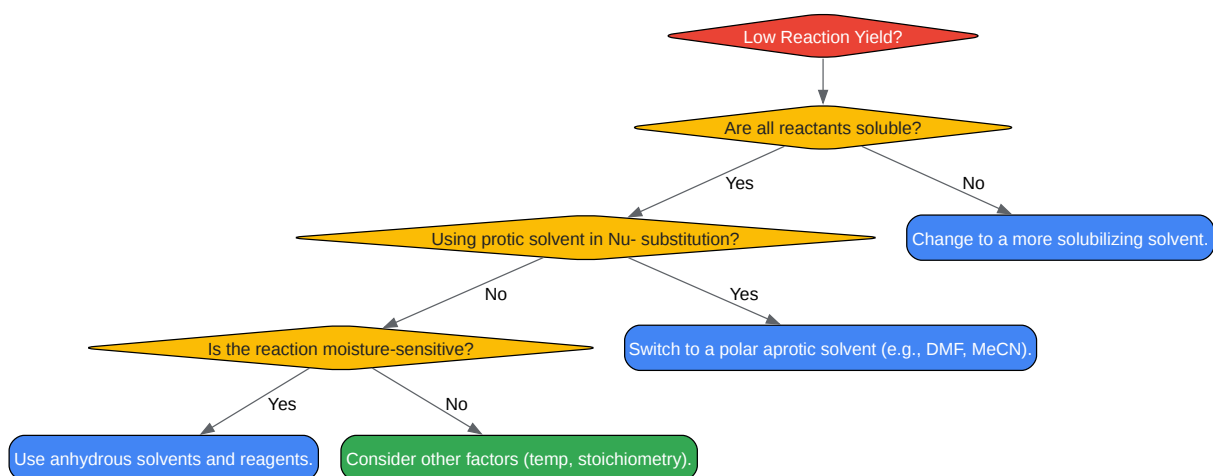 Low Reaction Yield?
Are all reactants soluble?
Yes
No
Using protic solvent in Nu- substitution?
Change to a more solubilizing solvent.
No
Yes
Is the reaction moisture-sensitive?
Switch to a polar aprotic solvent (e.g., DMF, MeCN).
Yes
No
Use anhydrous solvents and reagents.
Consider other factors (temp, stoichiometry).